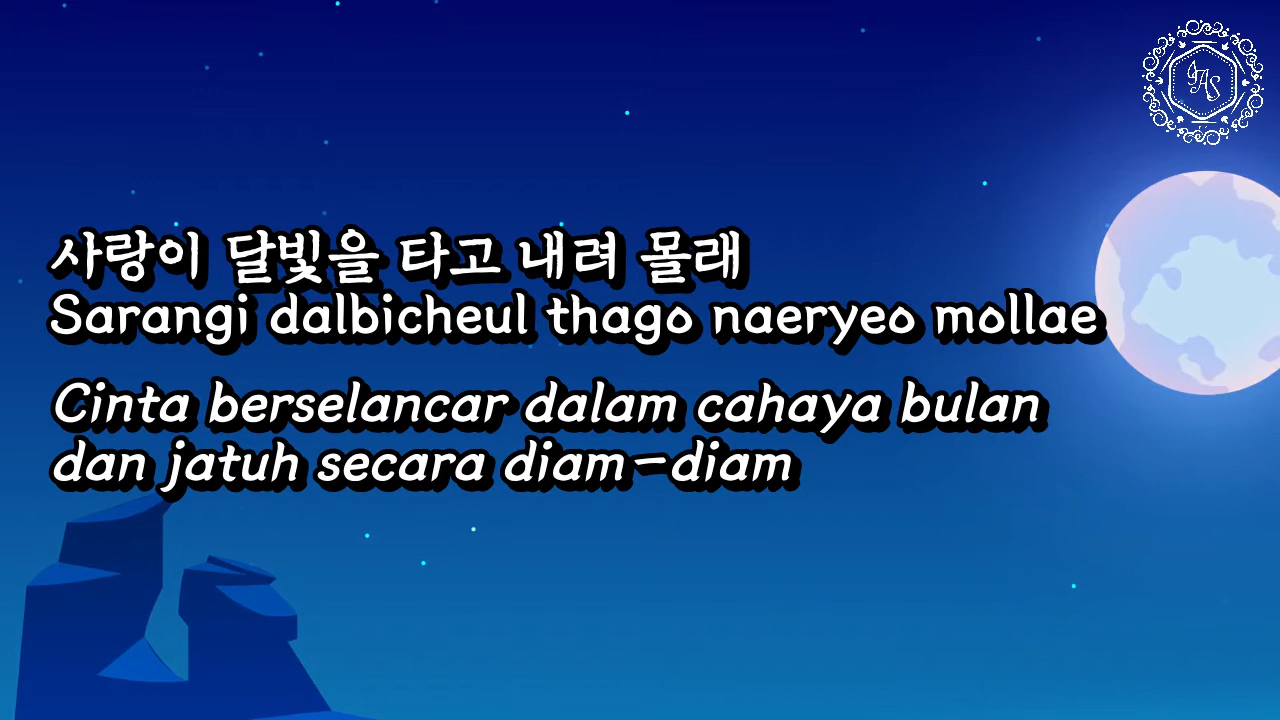 JAS
사랑이 달빛을 타고 내려 몰래
Sarangi dalbicheul thago naeryeo mollae
Cinta berselancar dalam cahaya bulan
dan jatuh secara diam-diam